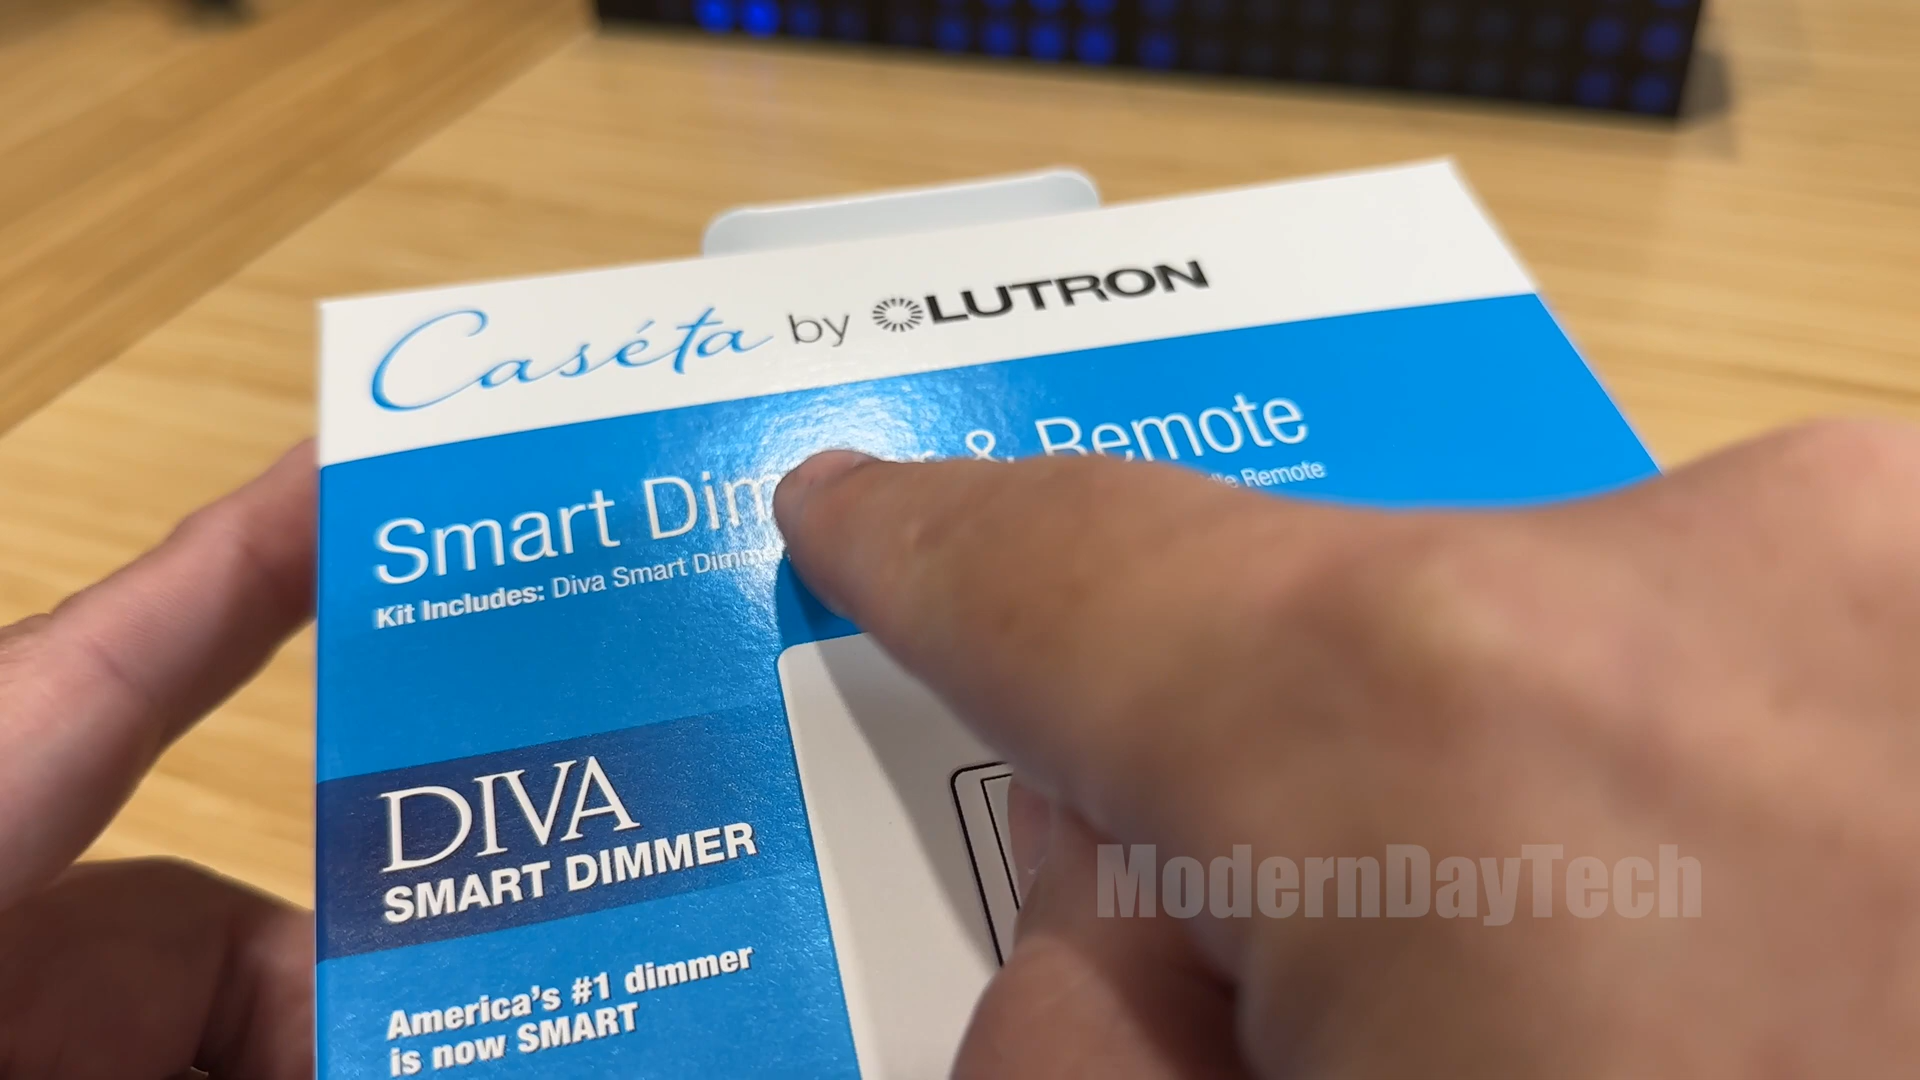 Caséta by LUTRON
Smart Dim & Remote
Kit Includes: Diva Smart Dimmer Remote
DIVA
SMART DIMMER
America's #1 dimmer
is now SMART
ModernDayTech